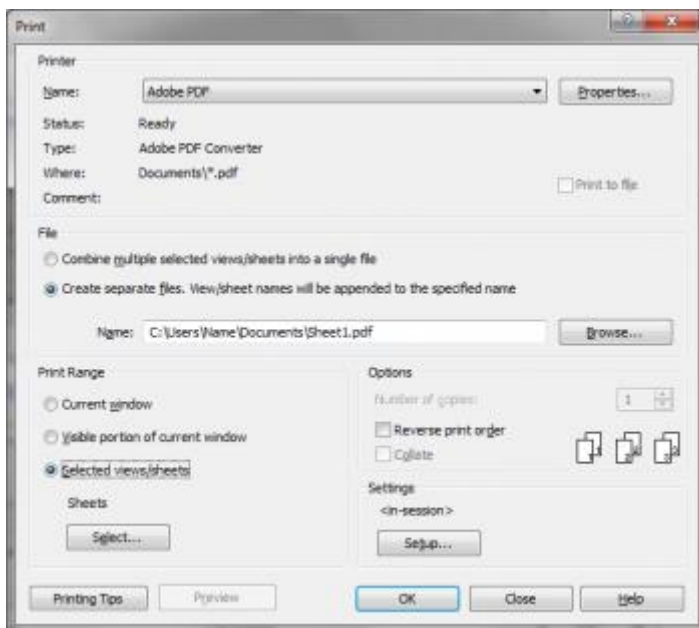 Print
Printer
Name:
Adobe PDF
Properties...
Status:
Ready
Type:
Adobe PDF Converter
Where:
Documents\*.pdf
Comment:
Print to file
File
Combine multiple selected views/sheets into a single file
Create separate files. View/sheet names will be appended to the specified name
Name:
C:\Users\Name\Documents\Sheet1.pdf
Browse...
Print Range
Current window
Visible portion of current window
Selected views/sheets
Sheets
Select...
Options
Number of copies:
1
Reverse print order
Collate
Settings
<in-session>
Setup...
Printing Tips
Preview
OK
Close
Help